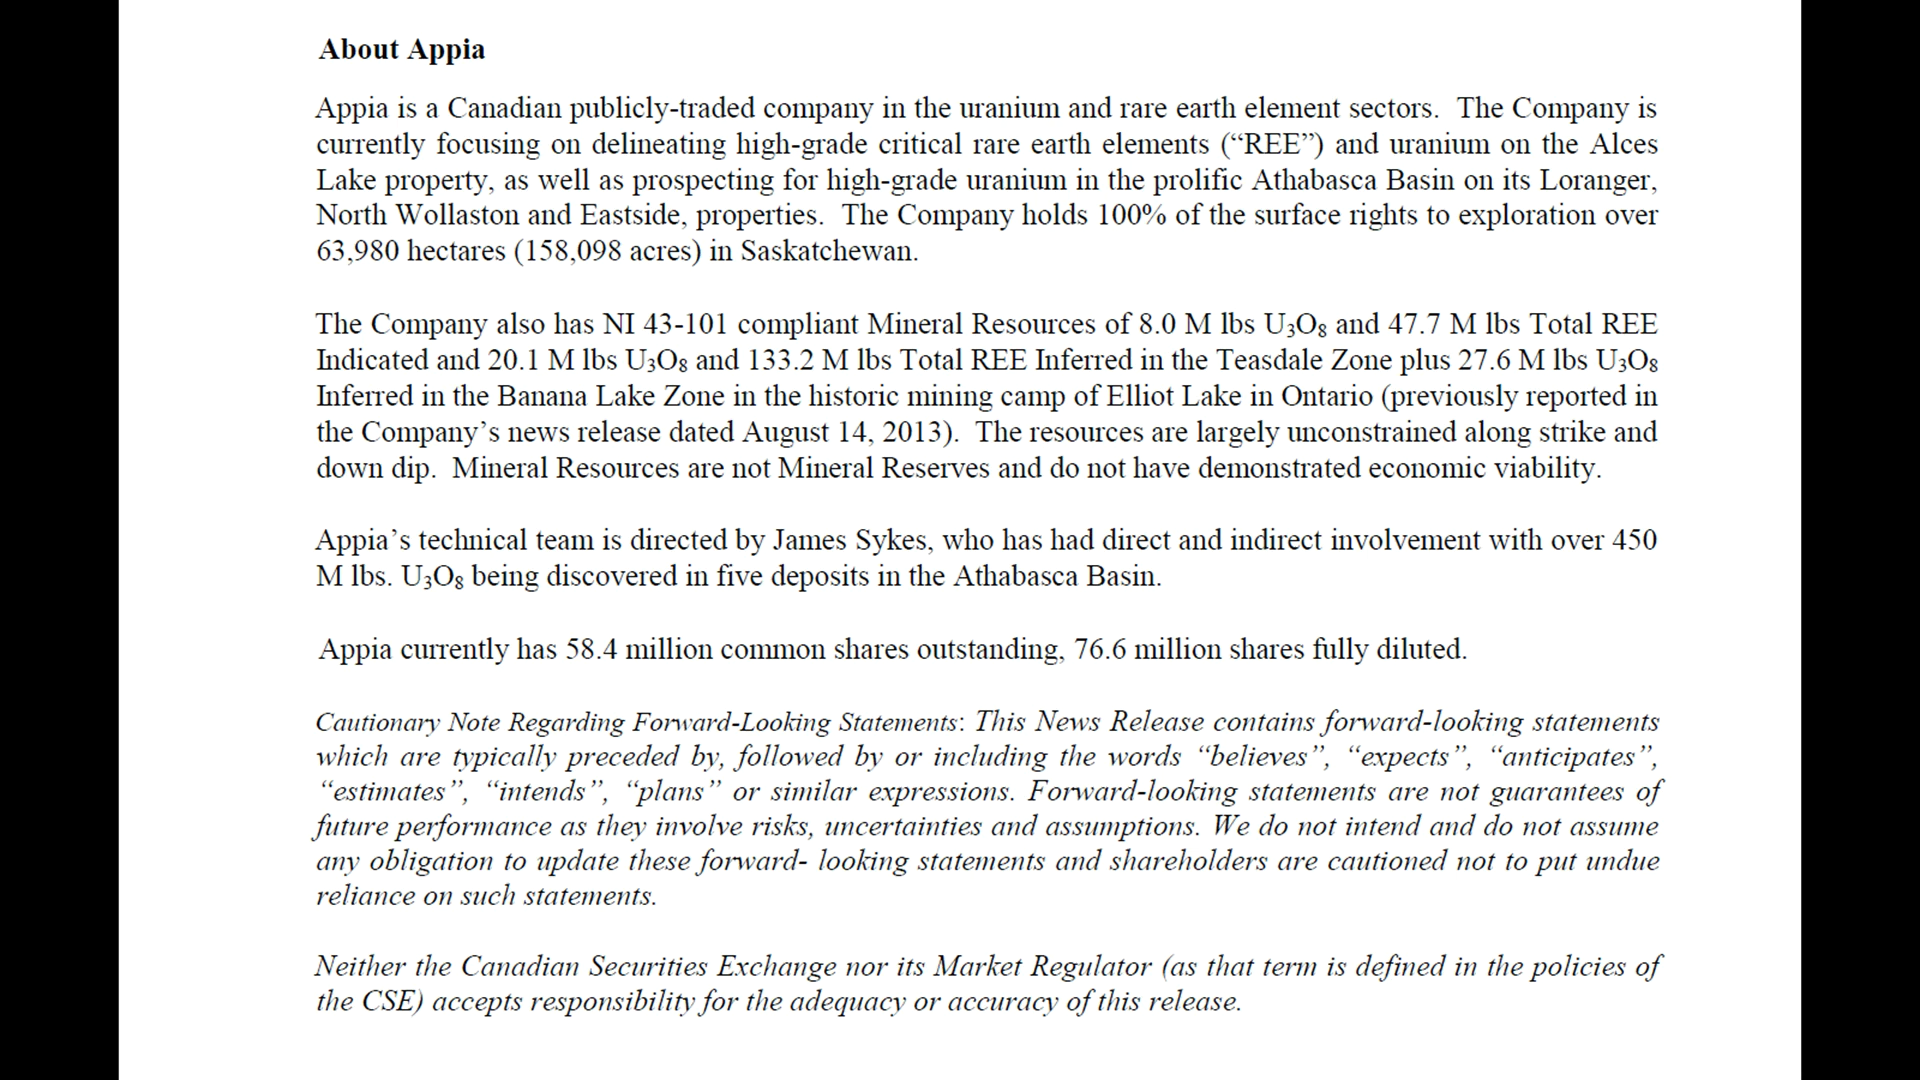 About Appia
Appia is a Canadian publicly-traded company in the uranium and rare earth element sectors.  The Company is
currently focusing on delineating high-grade critical rare earth elements (“REE”) and uranium on the Alces
Lake property, as well as prospecting for high-grade uranium in the prolific Athabasca Basin on its Loranger,
North Wollaston and Eastside, properties.  The Company holds 100% of the surface rights to exploration over
63,980 hectares (158,098 acres) in Saskatchewan.
The Company also has NI 43-101 compliant Mineral Resources of 8.0 M lbs U₃O₈ and 47.7 M lbs Total REE
Indicated and 20.1 M lbs U₃O₈ and 133.2 M lbs Total REE Inferred in the Teasdale Zone plus 27.6 M lbs U₃O₈
Inferred in the Banana Lake Zone in the historic mining camp of Elliot Lake in Ontario (previously reported in
the Company’s news release dated August 14, 2013).  The resources are largely unconstrained along strike and
down dip.  Mineral Resources are not Mineral Reserves and do not have demonstrated economic viability.
Appia’s technical team is directed by James Sykes, who has had direct and indirect involvement with over 450
M lbs. U₃O₈ being discovered in five deposits in the Athabasca Basin.
Appia currently has 58.4 million common shares outstanding, 76.6 million shares fully diluted.
Cautionary Note Regarding Forward-Looking Statements: This News Release contains forward-looking statements
which are typically preceded by, followed by or including the words “believes”, “expects”, “anticipates”,
“estimates”, “intends”, “plans” or similar expressions. Forward-looking statements are not guarantees of
future performance as they involve risks, uncertainties and assumptions. We do not intend and do not assume
any obligation to update these forward- looking statements and shareholders are cautioned not to put undue
reliance on such statements.
Neither the Canadian Securities Exchange nor its Market Regulator (as that term is defined in the policies of
the CSE) accepts responsibility for the adequacy or accuracy of this release.